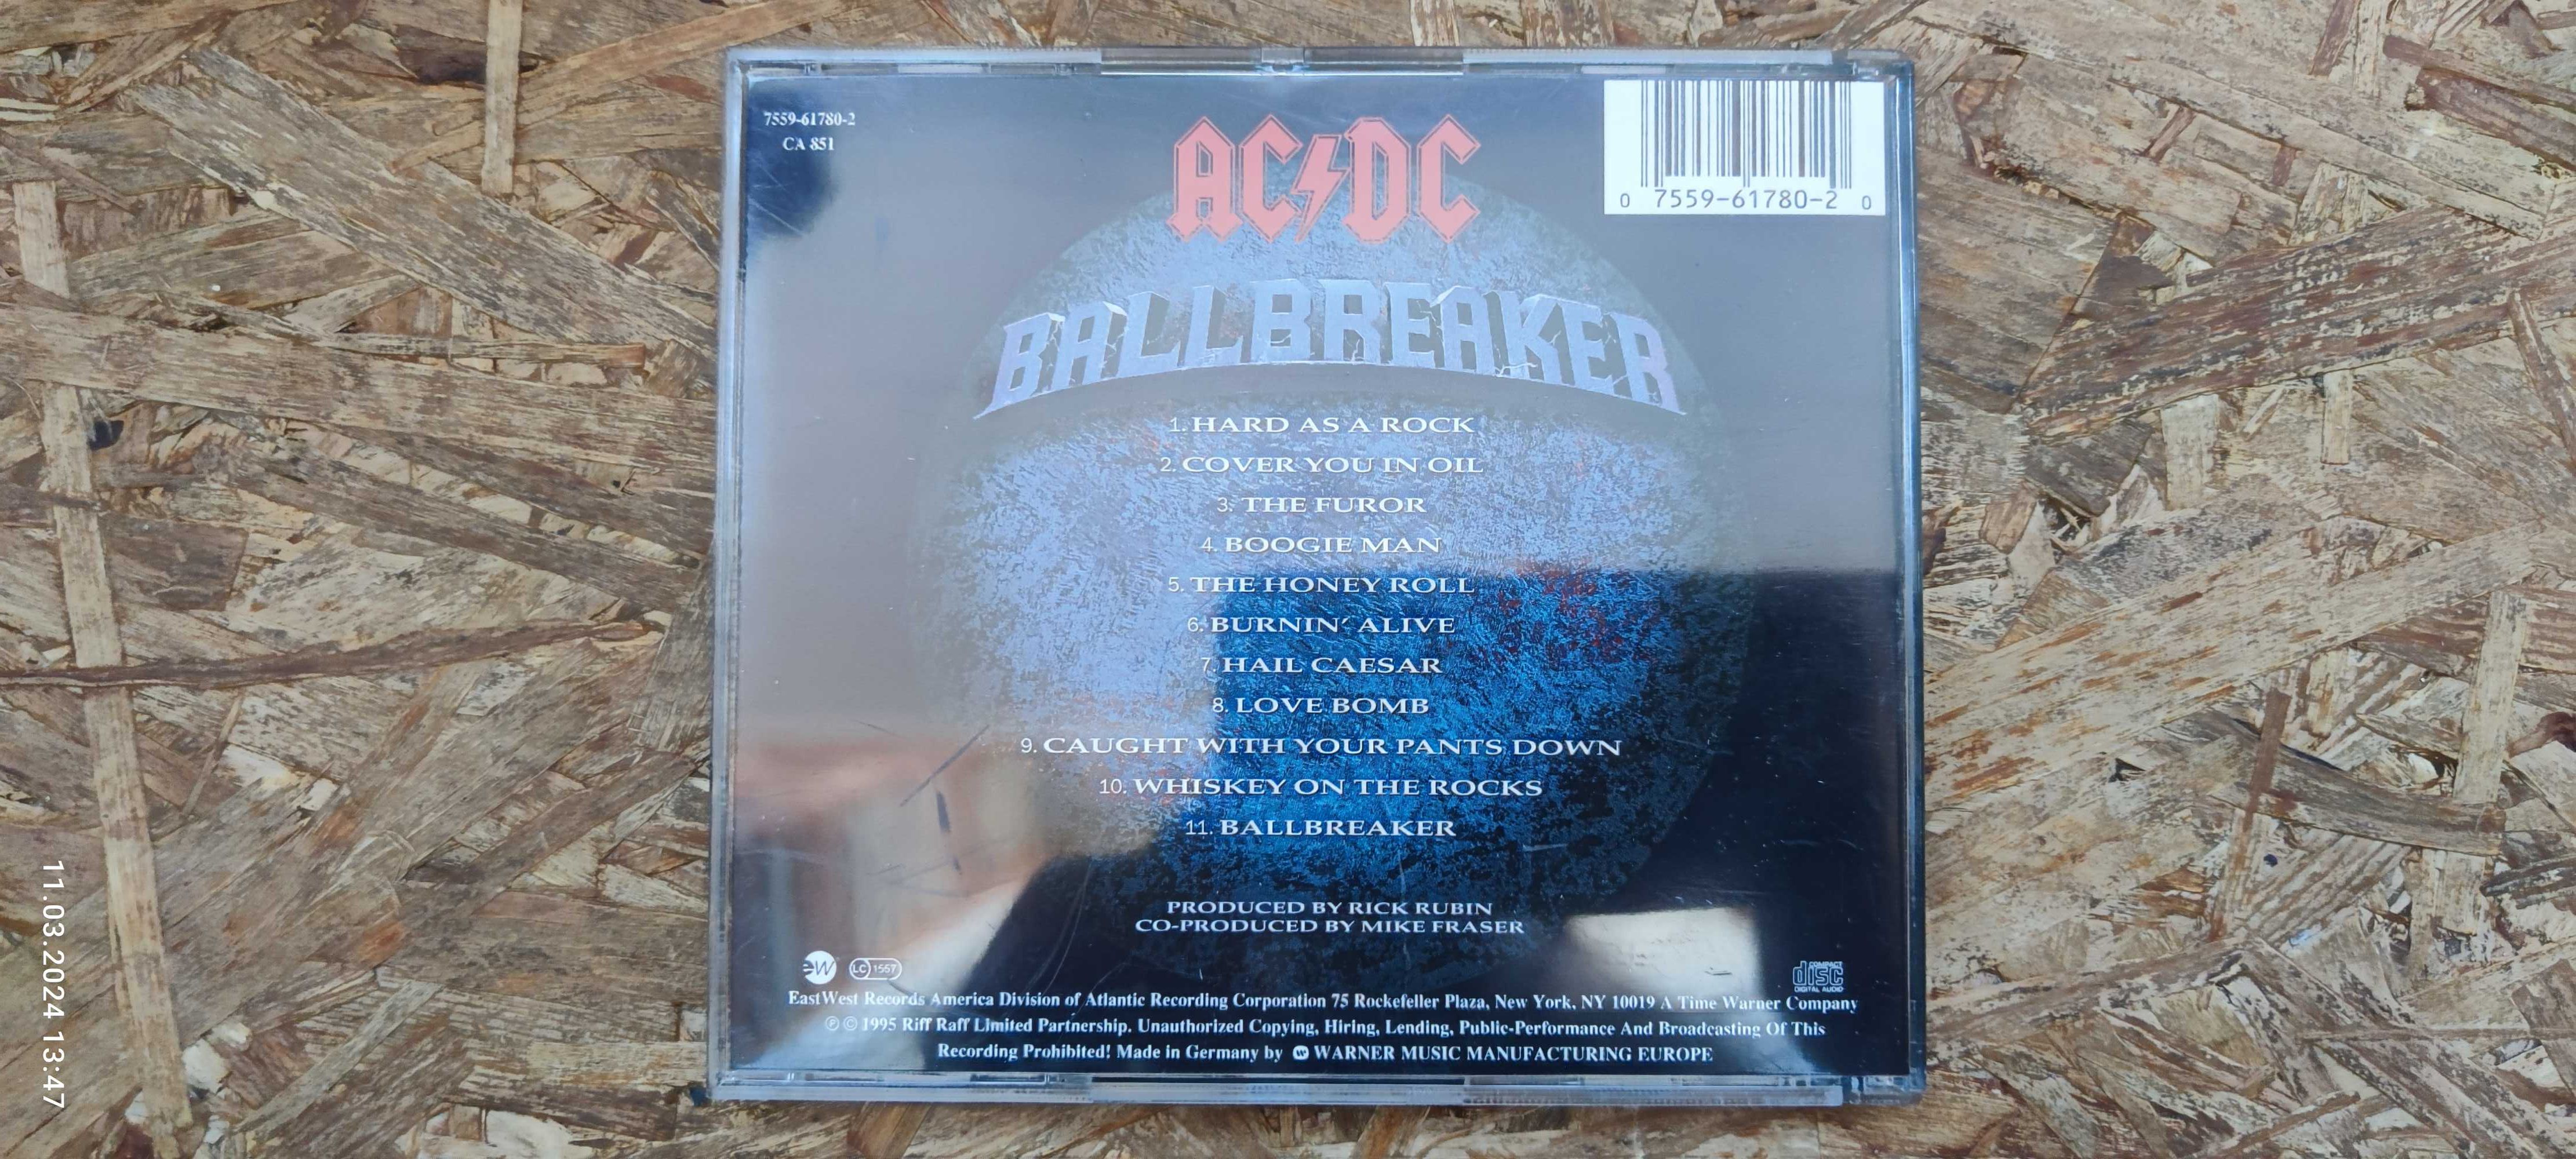 7559-61780-2
CA 851
AC DC
0 7559-61780-2 0
BALLBREAKER
1. HARD AS A ROCK
2. COVER YOU IN OIL
3. THE FUROR
4. BOOGIE MAN
5. THE HONEY ROLL
6. BURNIN´ ALIVE
7. HAIL CAESAR
8. LOVE BOMB
9. CAUGHT WITH YOUR PANTS DOWN
10. WHISKEY ON THE ROCKS
11. BALLBREAKER
PRODUCED BY RICK RUBIN
CO-PRODUCED BY MIKE FRASER
ew LC 1557
COMPACT
disc
DIGITAL AUDIO
EastWest Records America Division of Atlantic Recording Corporation 75 Rockefeller Plaza, New York, NY 10019 A Time Warner Company
℗ © 1995 Riff Raff Limited Partnership. Unauthorized Copying, Hiring, Lending, Public-Performance And Broadcasting Of This
Recording Prohibited! Made in Germany by WARNER MUSIC MANUFACTURING EUROPE
11.03.2024 13:47